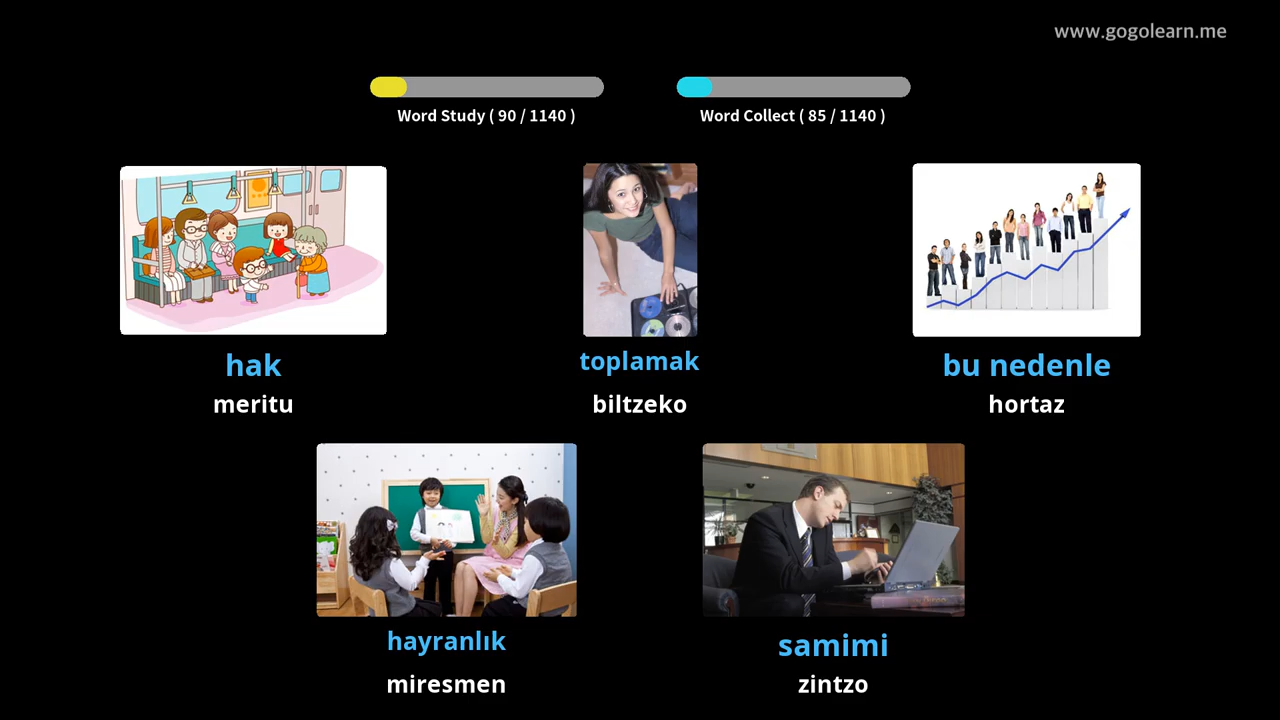 www.gogolearn.me
Word Study ( 90 / 1140 )
Word Collect ( 85 / 1140 )
hak
meritu
toplamak
biltzeko
bu nedenle
hortaz
hayranlık
miresmen
samimi
zintzo